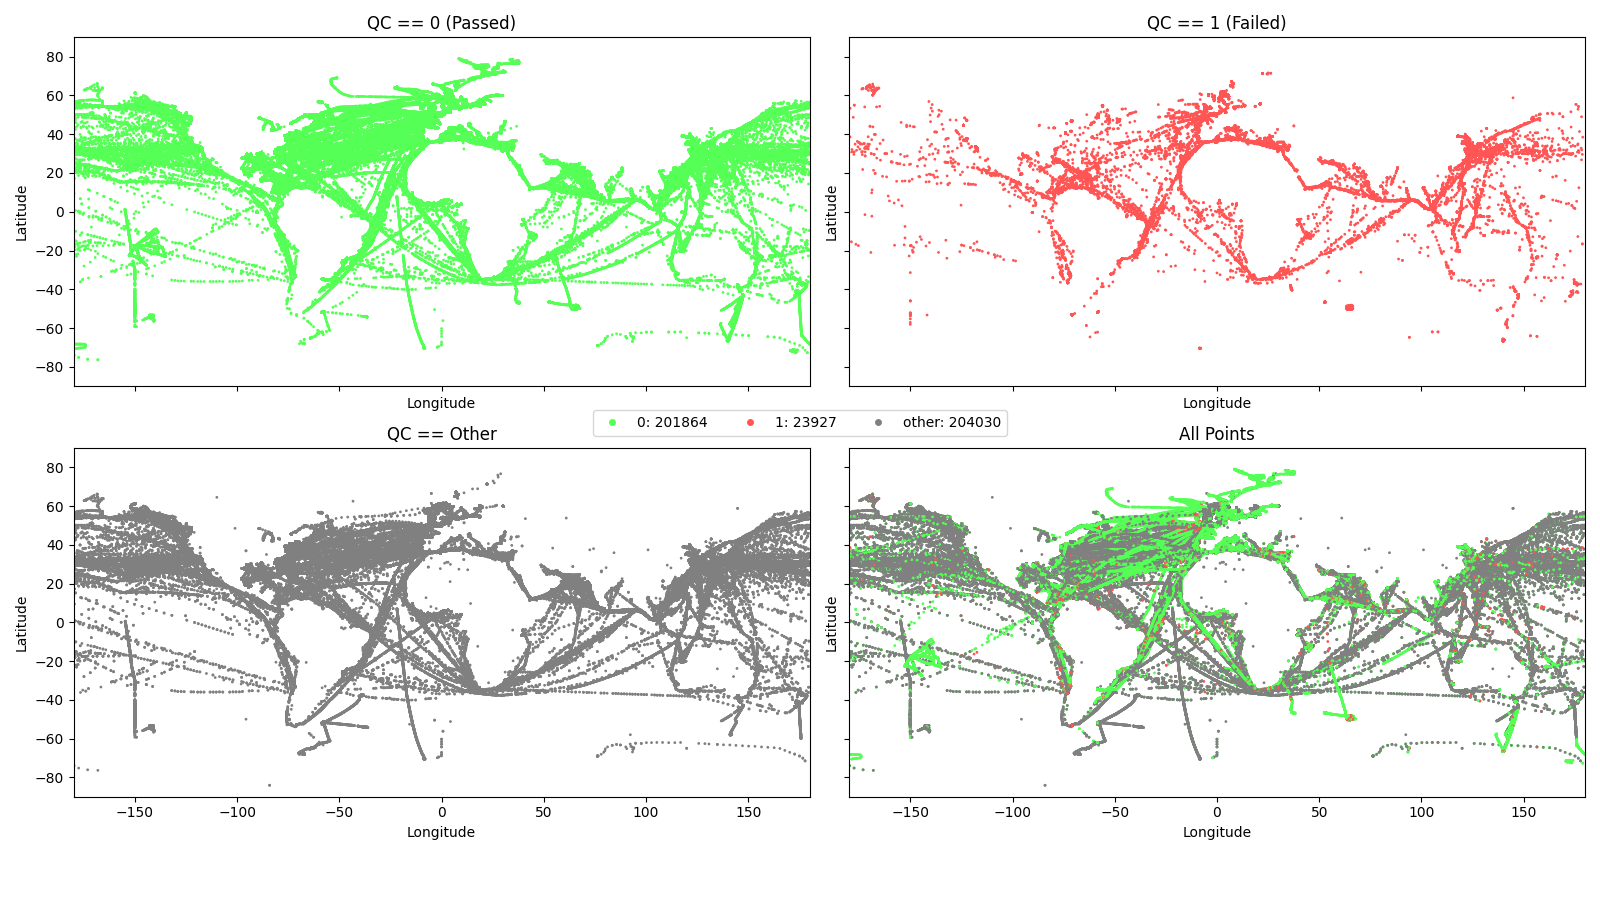 QC == 0 (Passed)
QC == 1 (Failed)
80
60
40
20
0
−20
−40
−60
−80
Latitude
Latitude
Longitude
Longitude
0: 201864
1: 23927
other: 204030
QC == Other
All Points
80
60
40
20
0
−20
−40
−60
−80
Latitude
Latitude
−150 −100 −50 0 50 100 150
−150 −100 −50 0 50 100 150
Longitude
Longitude